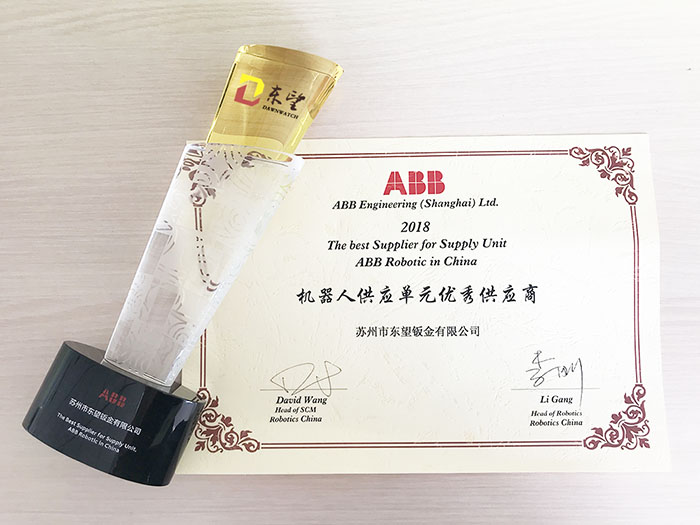 东望
DAWNWATCH
ABB
苏州市东望钣金有限公司
The Best Supplier for Supply Unit,
ABB Robotic in China
ABB
ABB Engineering (Shanghai) Ltd.
2018
The best Supplier for Supply Unit
ABB Robotic in China
机器人供应单元优秀供应商
苏州市东望钣金有限公司
David Wang
Head of SCM
Robotics China
Li Gang
Head of Robotics
Robotics China